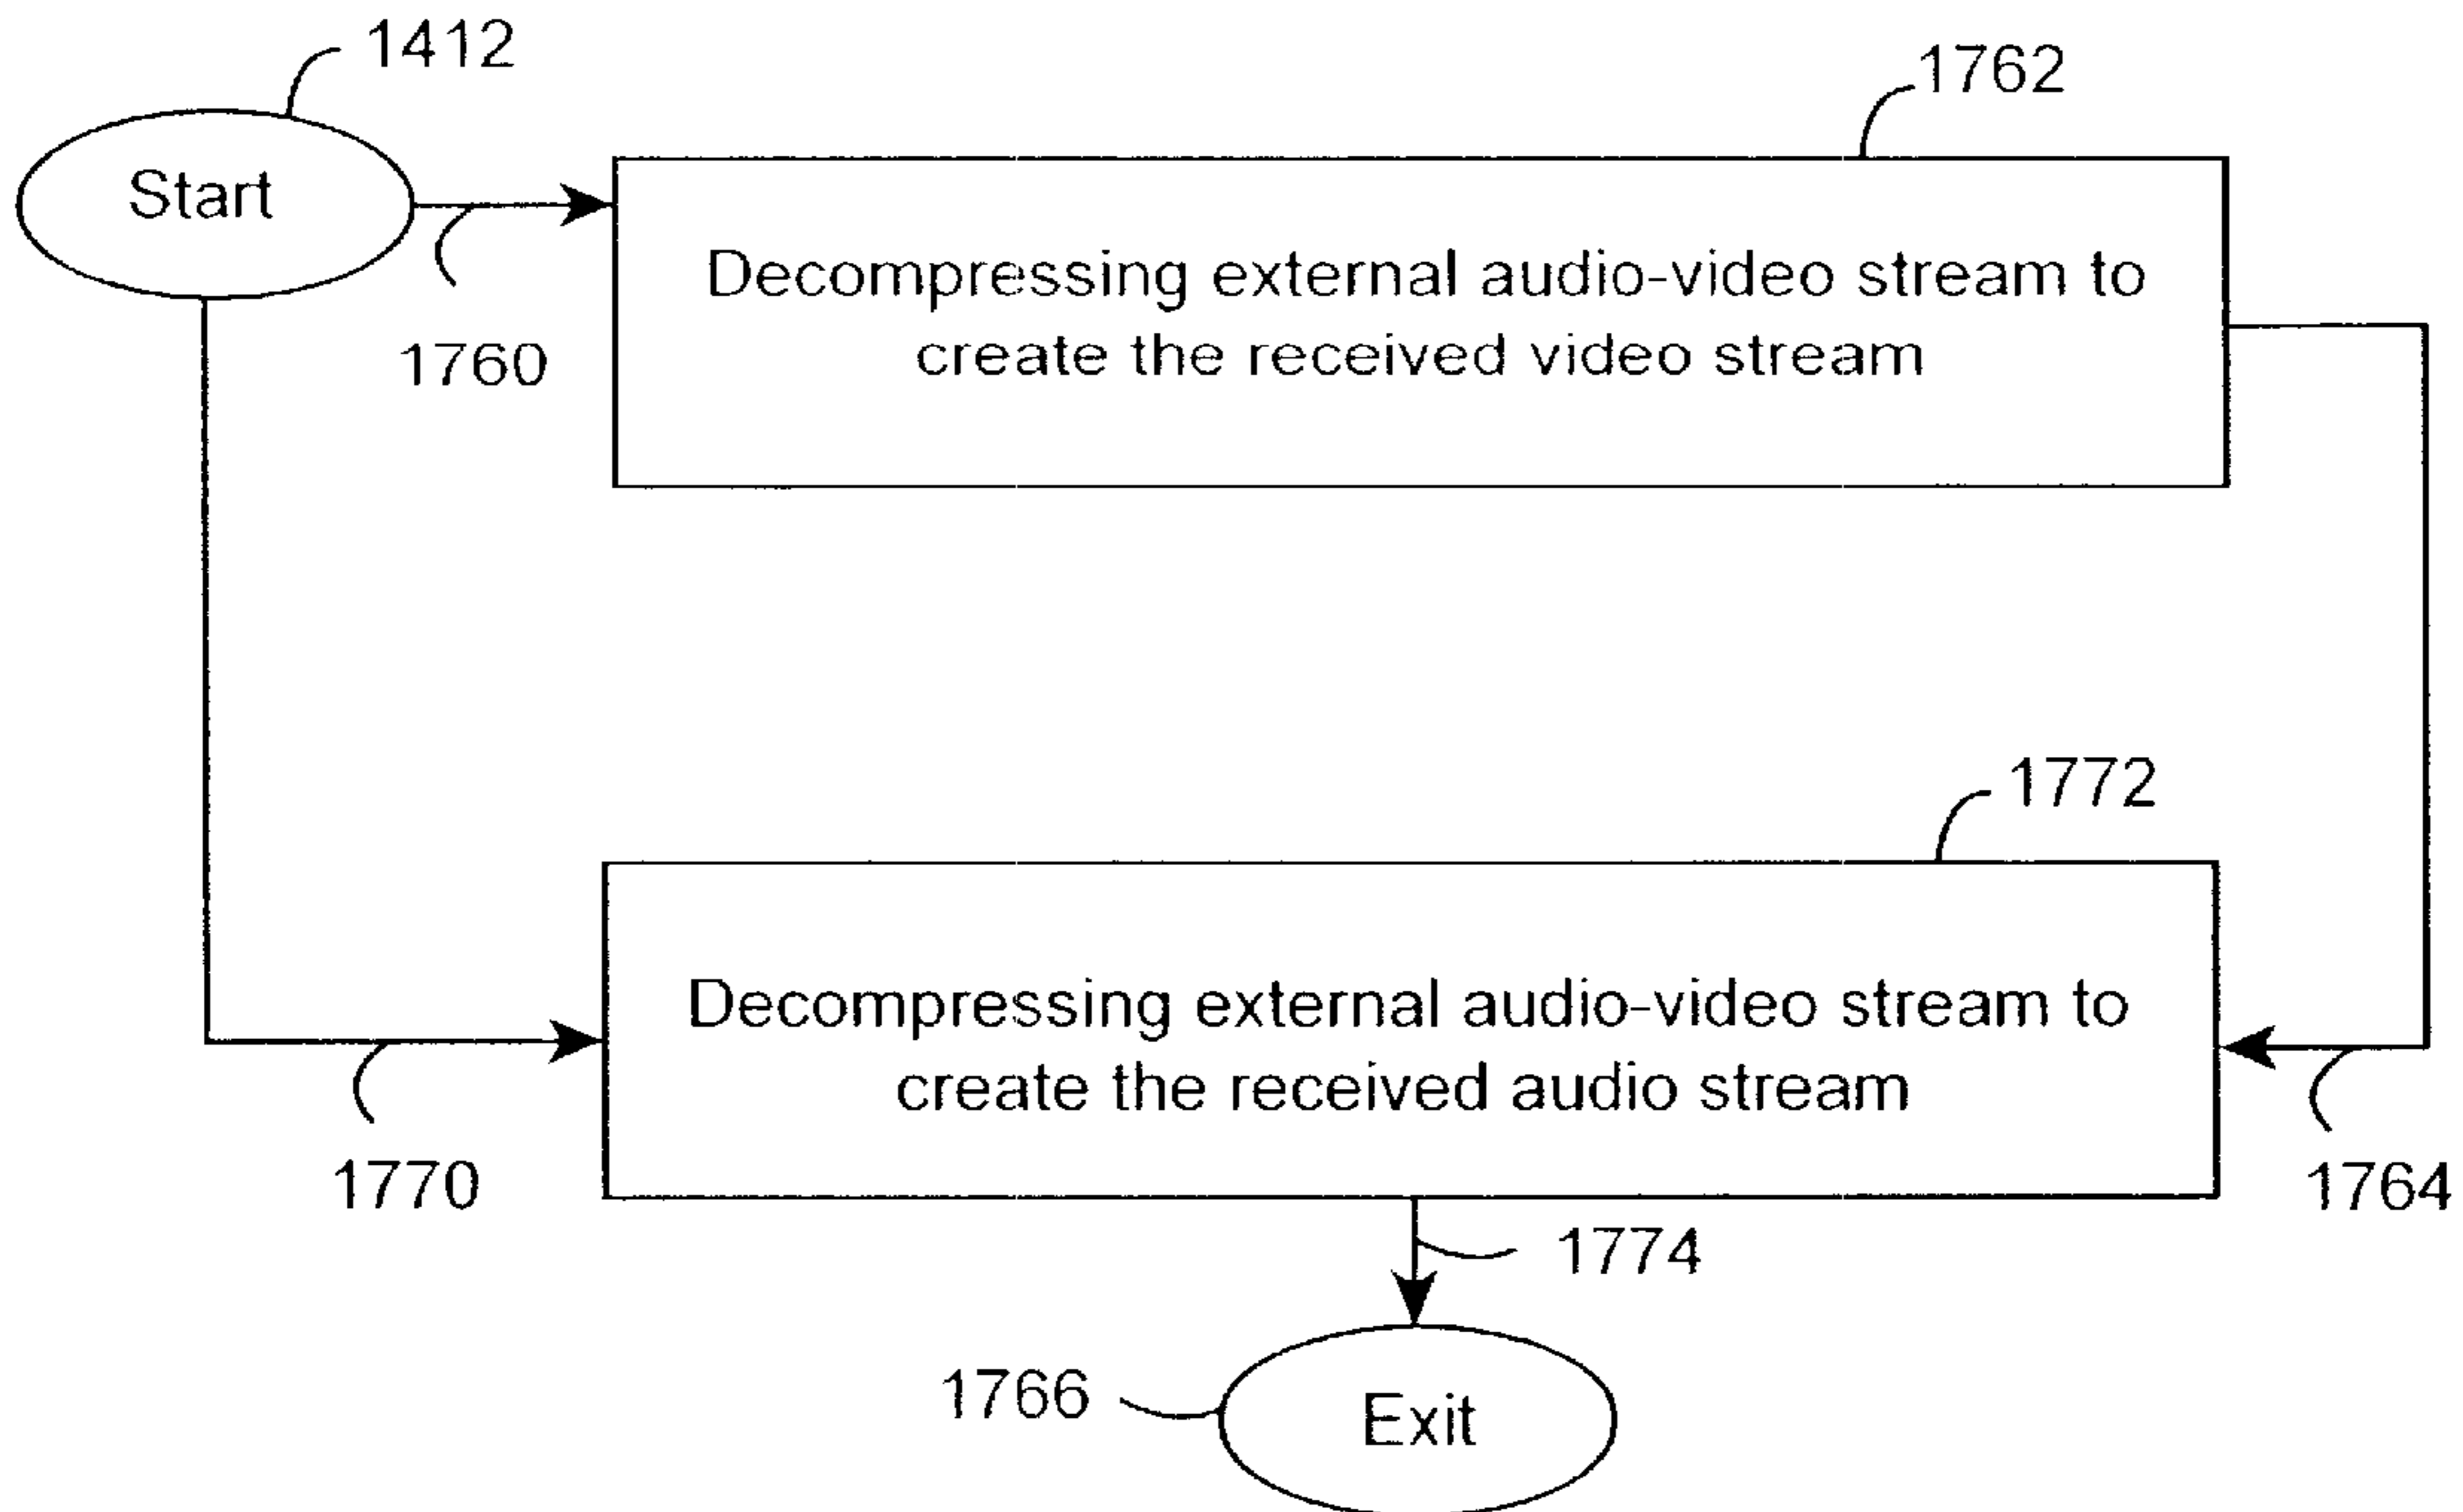 1412
1762
Start
Decompressing external audio-video stream to
create the received video stream
1760
1772
Decompressing external audio-video stream to
create the received audio stream
1770
1764
1774
1766
Exit